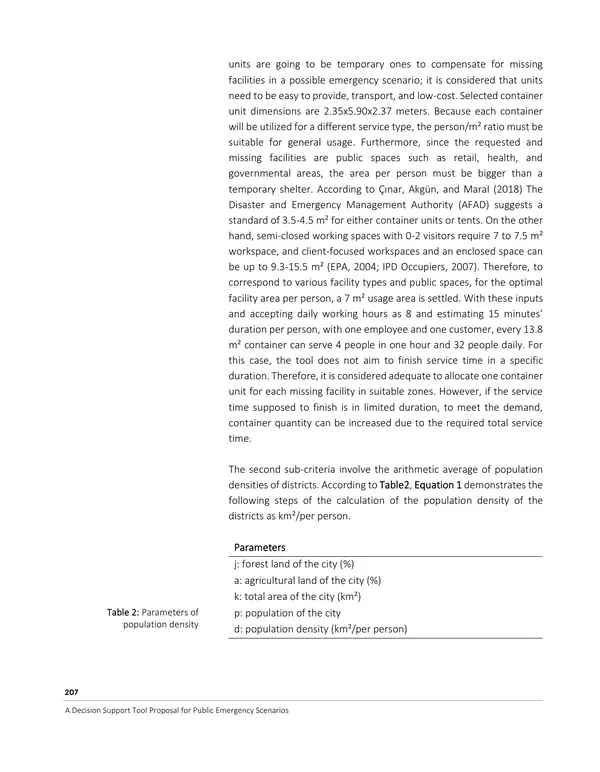 units are going to be temporary ones to compensate for missing
facilities in a possible emergency scenario; it is considered that units
need to be easy to provide, transport, and low-cost. Selected container
unit dimensions are 2.35x5.90x2.37 meters. Because each container
will be utilized for a different service type, the person/m² ratio must be
suitable for general usage. Furthermore, since the requested and
missing facilities are public spaces such as retail, health, and
governmental areas, the area per person must be bigger than a
temporary shelter. According to Çınar, Akgün, and Maral (2018) The
Disaster and Emergency Management Authority (AFAD) suggests a
standard of 3.5-4.5 m² for either container units or tents. On the other
hand, semi-closed working spaces with 0-2 visitors require 7 to 7.5 m²
workspace, and client-focused workspaces and an enclosed space can
be up to 9.3-15.5 m² (EPA, 2004; IPD Occupiers, 2007). Therefore, to
correspond to various facility types and public spaces, for the optimal
facility area per person, a 7 m² usage area is settled. With these inputs
and accepting daily working hours as 8 and estimating 15 minutes’
duration per person, with one employee and one customer, every 13.8
m² container can serve 4 people in one hour and 32 people daily. For
this case, the tool does not aim to finish service time in a specific
duration. Therefore, it is considered adequate to allocate one container
unit for each missing facility in suitable zones. However, if the service
time supposed to finish is in limited duration, to meet the demand,
container quantity can be increased due to the required total service
time.
The second sub-criteria involve the arithmetic average of population
densities of districts. According to Table2, Equation 1 demonstrates the
following steps of the calculation of the population density of the
districts as km²/per person.
Parameters
j: forest land of the city (%)
a: agricultural land of the city (%)
k: total area of the city (km²)
p: population of the city
d: population density (km²/per person)
Table 2: Parameters of
population density
207
A Decision Support Tool Proposal for Public Emergency Scenarios